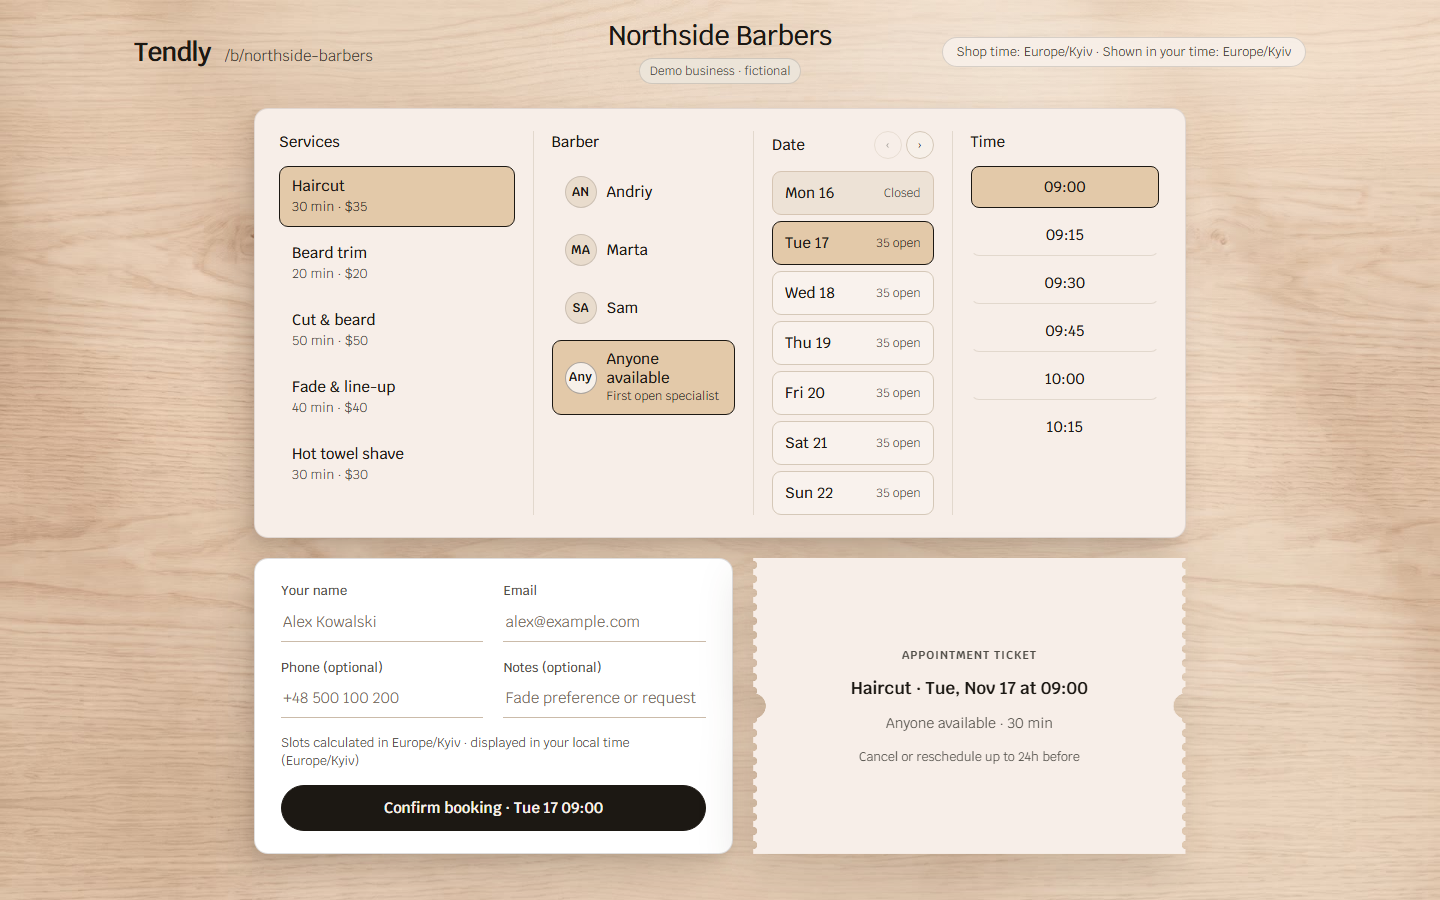 Tendly /b/northside-barbers
Northside Barbers
Demo business · fictional
Shop time: Europe/Kyiv · Shown in your time: Europe/Kyiv
Services
Haircut
30 min · $35
Beard trim
20 min · $20
Cut & beard
50 min · $50
Fade & line-up
40 min · $40
Hot towel shave
30 min · $30
Barber
AN Andriy
MA Marta
SA Sam
Any Anyone
available
First open specialist
Date ‹ ›
Mon 16 Closed
Tue 17 35 open
Wed 18 35 open
Thu 19 35 open
Fri 20 35 open
Sat 21 35 open
Sun 22 35 open
Time
09:00
09:15
09:30
09:45
10:00
10:15
Your name
Alex Kowalski
Email
alex@example.com
Phone (optional)
+48 500 100 200
Notes (optional)
Fade preference or request
Slots calculated in Europe/Kyiv · displayed in your local time
(Europe/Kyiv)
Confirm booking · Tue 17 09:00
APPOINTMENT TICKET
Haircut · Tue, Nov 17 at 09:00
Anyone available · 30 min
Cancel or reschedule up to 24h before